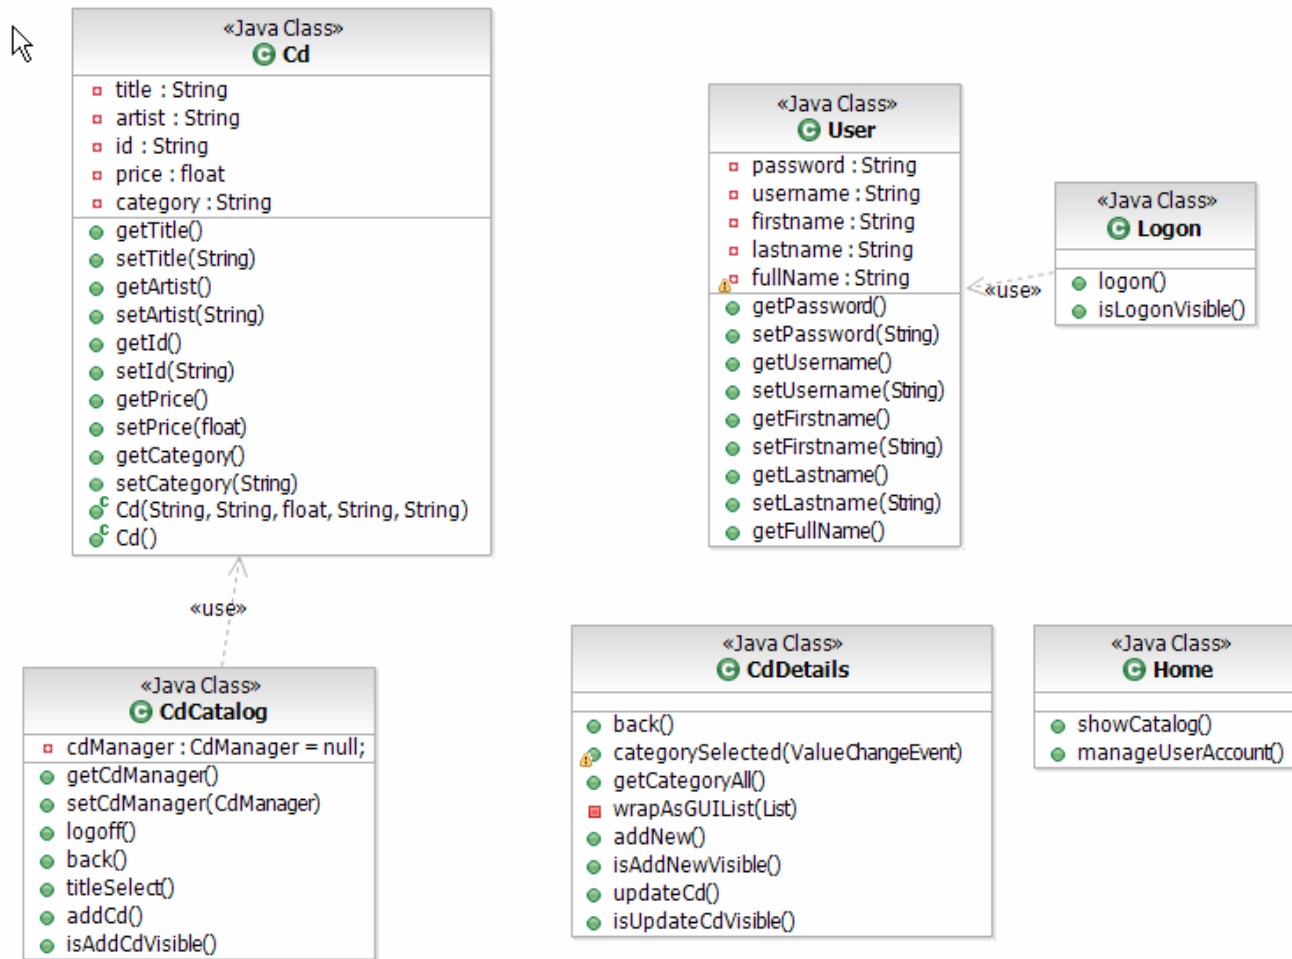 «Java Class»
Cd
title : String
artist : String
id : String
price : float
category : String
getTitle()
setTitle(String)
getArtist()
setArtist(String)
getId()
setId(String)
getPrice()
setPrice(float)
getCategory()
setCategory(String)
Cd(String, String, float, String, String)
Cd()
«use»
«Java Class»
CdCatalog
cdManager : CdManager = null;
getCdManager()
setCdManager(CdManager)
logoff()
back()
titleSelect()
addCd()
isAddCdVisible()
«Java Class»
User
password : String
username : String
firstname : String
lastname : String
fullName : String
getPassword()
setPassword(String)
getUsername()
setUsername(String)
getFirstname()
setFirstname(String)
getLastname()
setLastname(String)
getFullName()
«use»
«Java Class»
Logon
logon()
isLogonVisible()
«Java Class»
CdDetails
back()
categorySelected(ValueChangeEvent)
getCategoryAll()
wrapAsGUIList(List)
addNew()
isAddNewVisible()
updateCd()
isUpdateCdVisible()
«Java Class»
Home
showCatalog()
manageUserAccount()